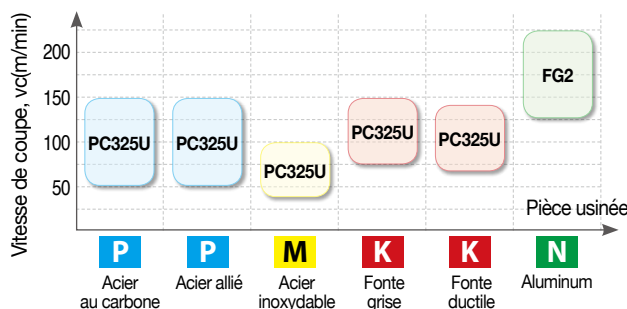 Vitesse de coupe, vc(m/min)
200
150
100
50
PC325U
PC325U
PC325U
PC325U
PC325U
FG2
Pièce usinée
P
P
M
K
K
N
Acier
au carbone
Acier allié
Acier
inoxydable
Fonte
grise
Fonte
ductile
Aluminum